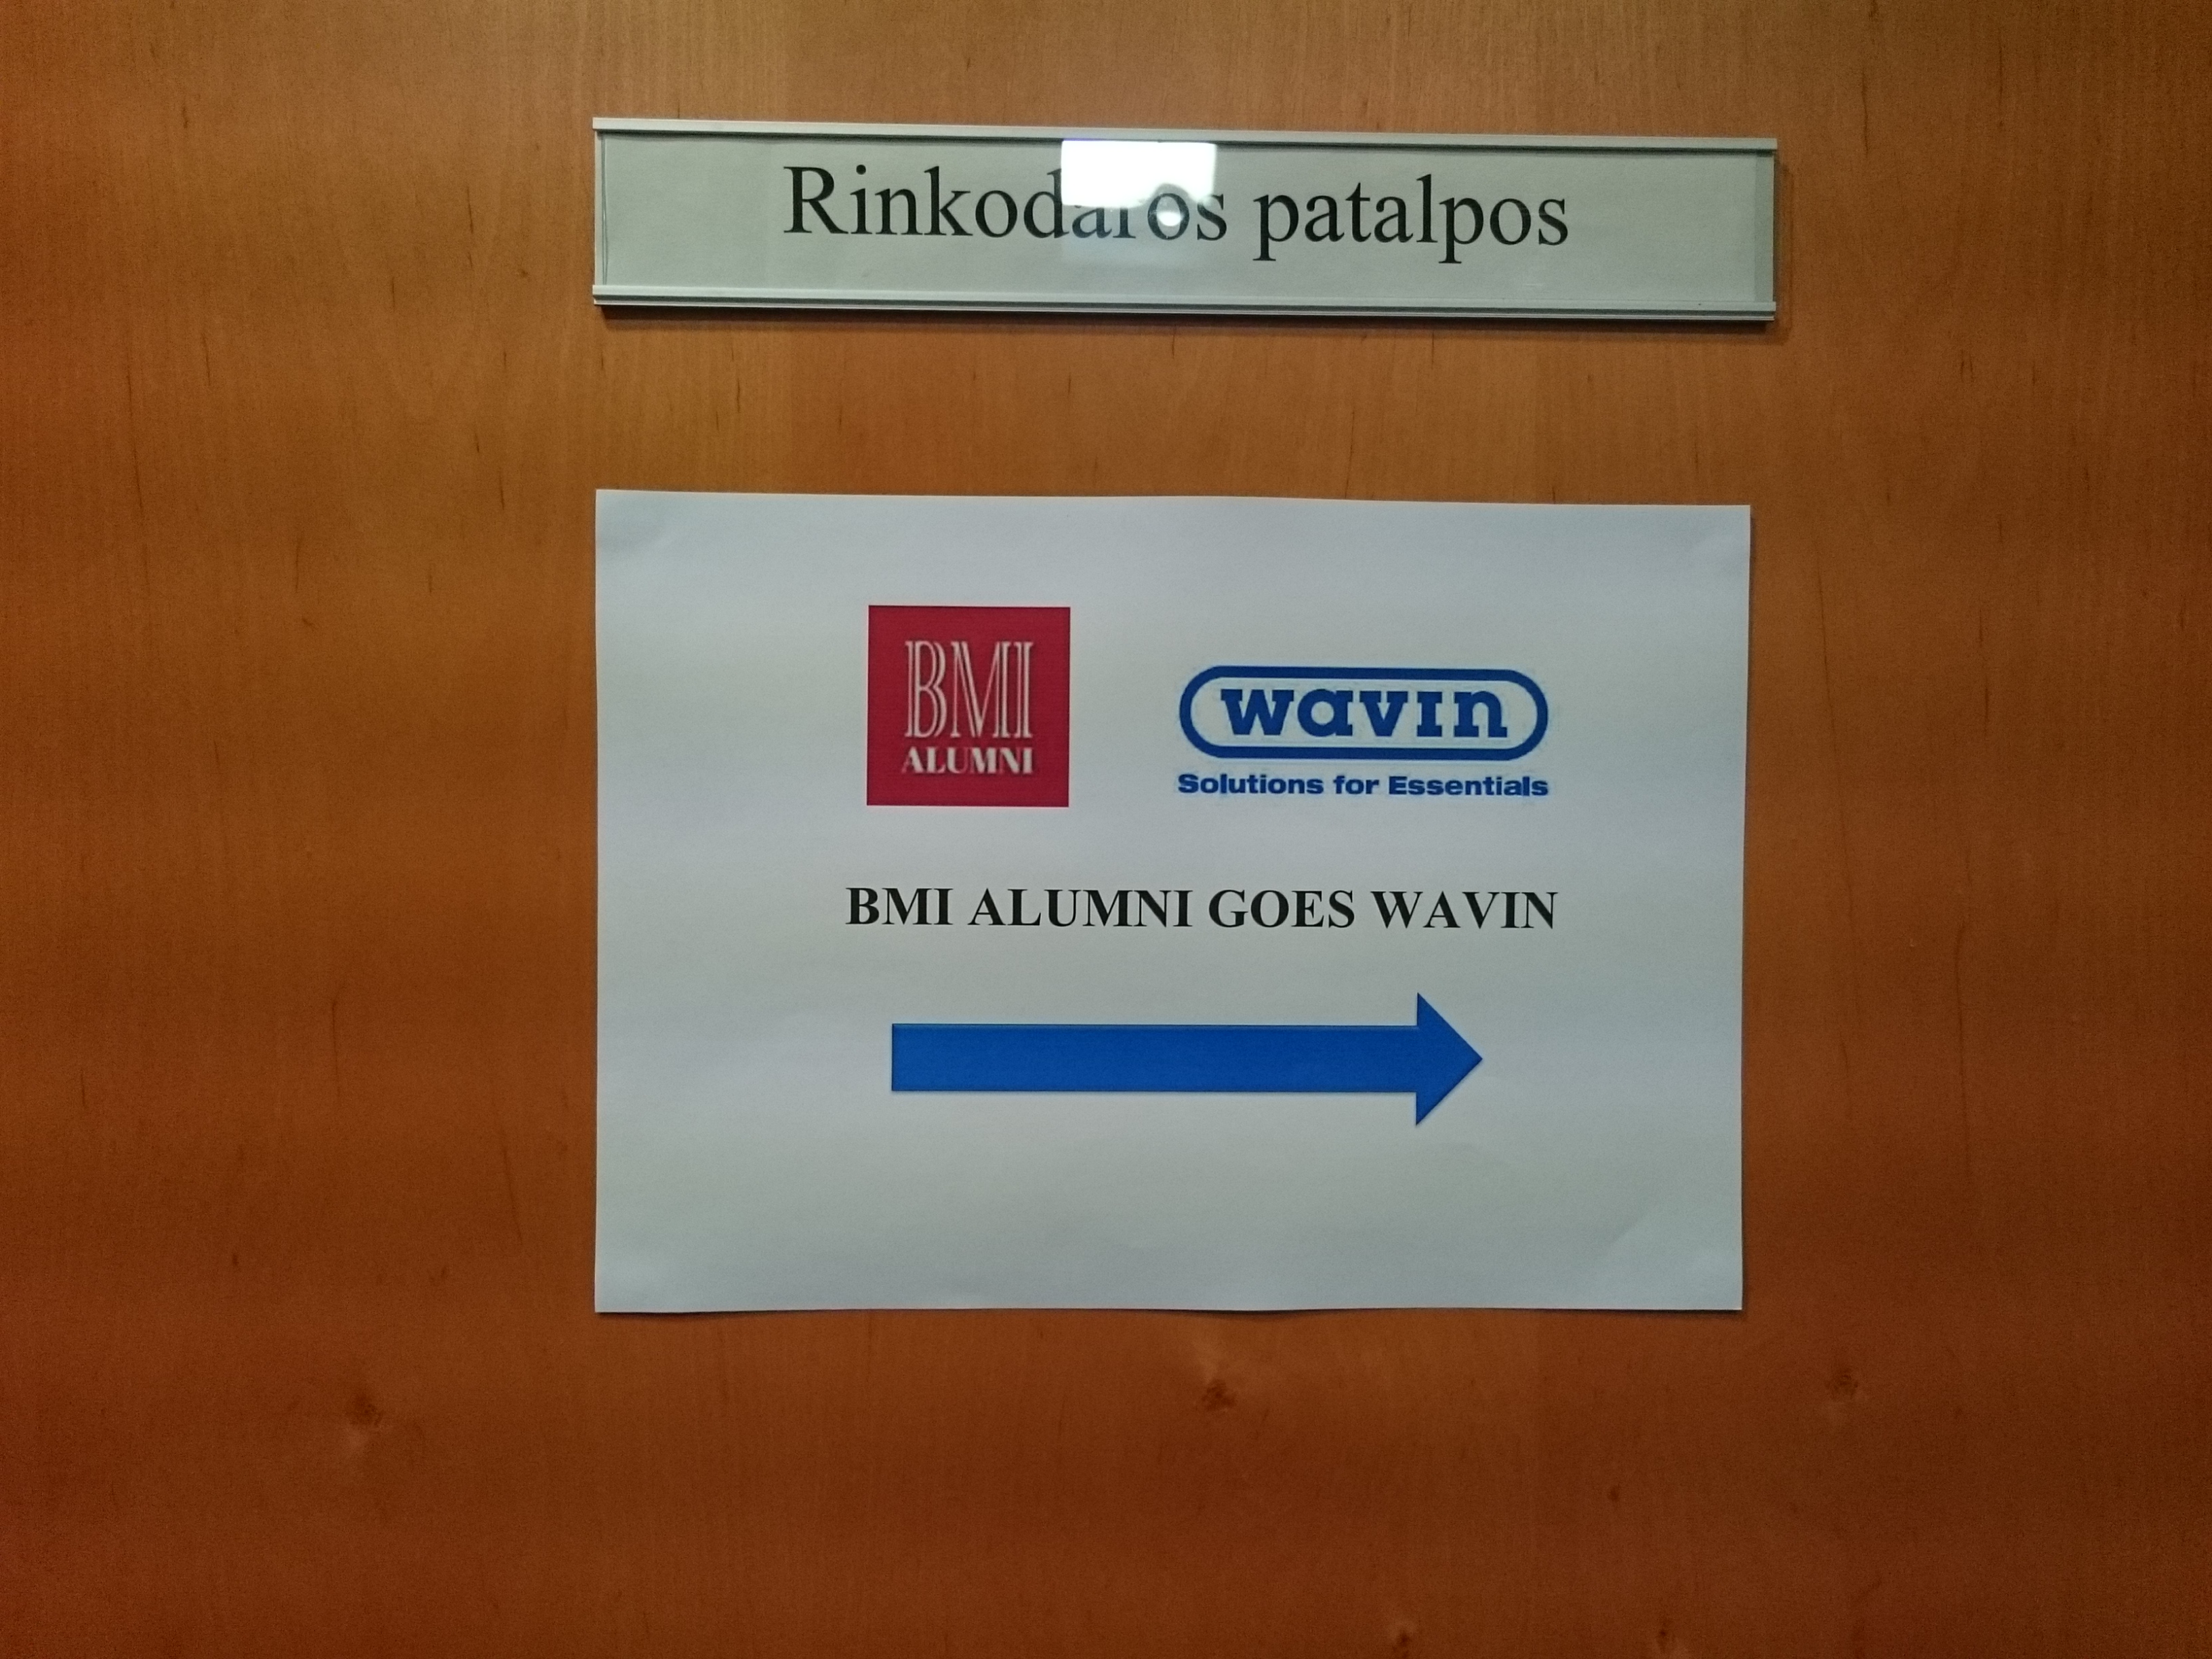 Rinkodaros patalpos
BMI
ALUMNI
wavin
Solutions for Essentials
BMI ALUMNI GOES WAVIN